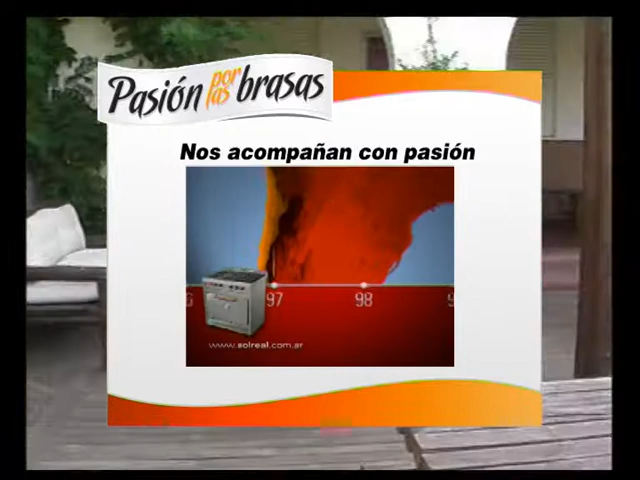 Pasión por las brasas
Nos acompañan con pasión
97 98
www.solreal.com.ar